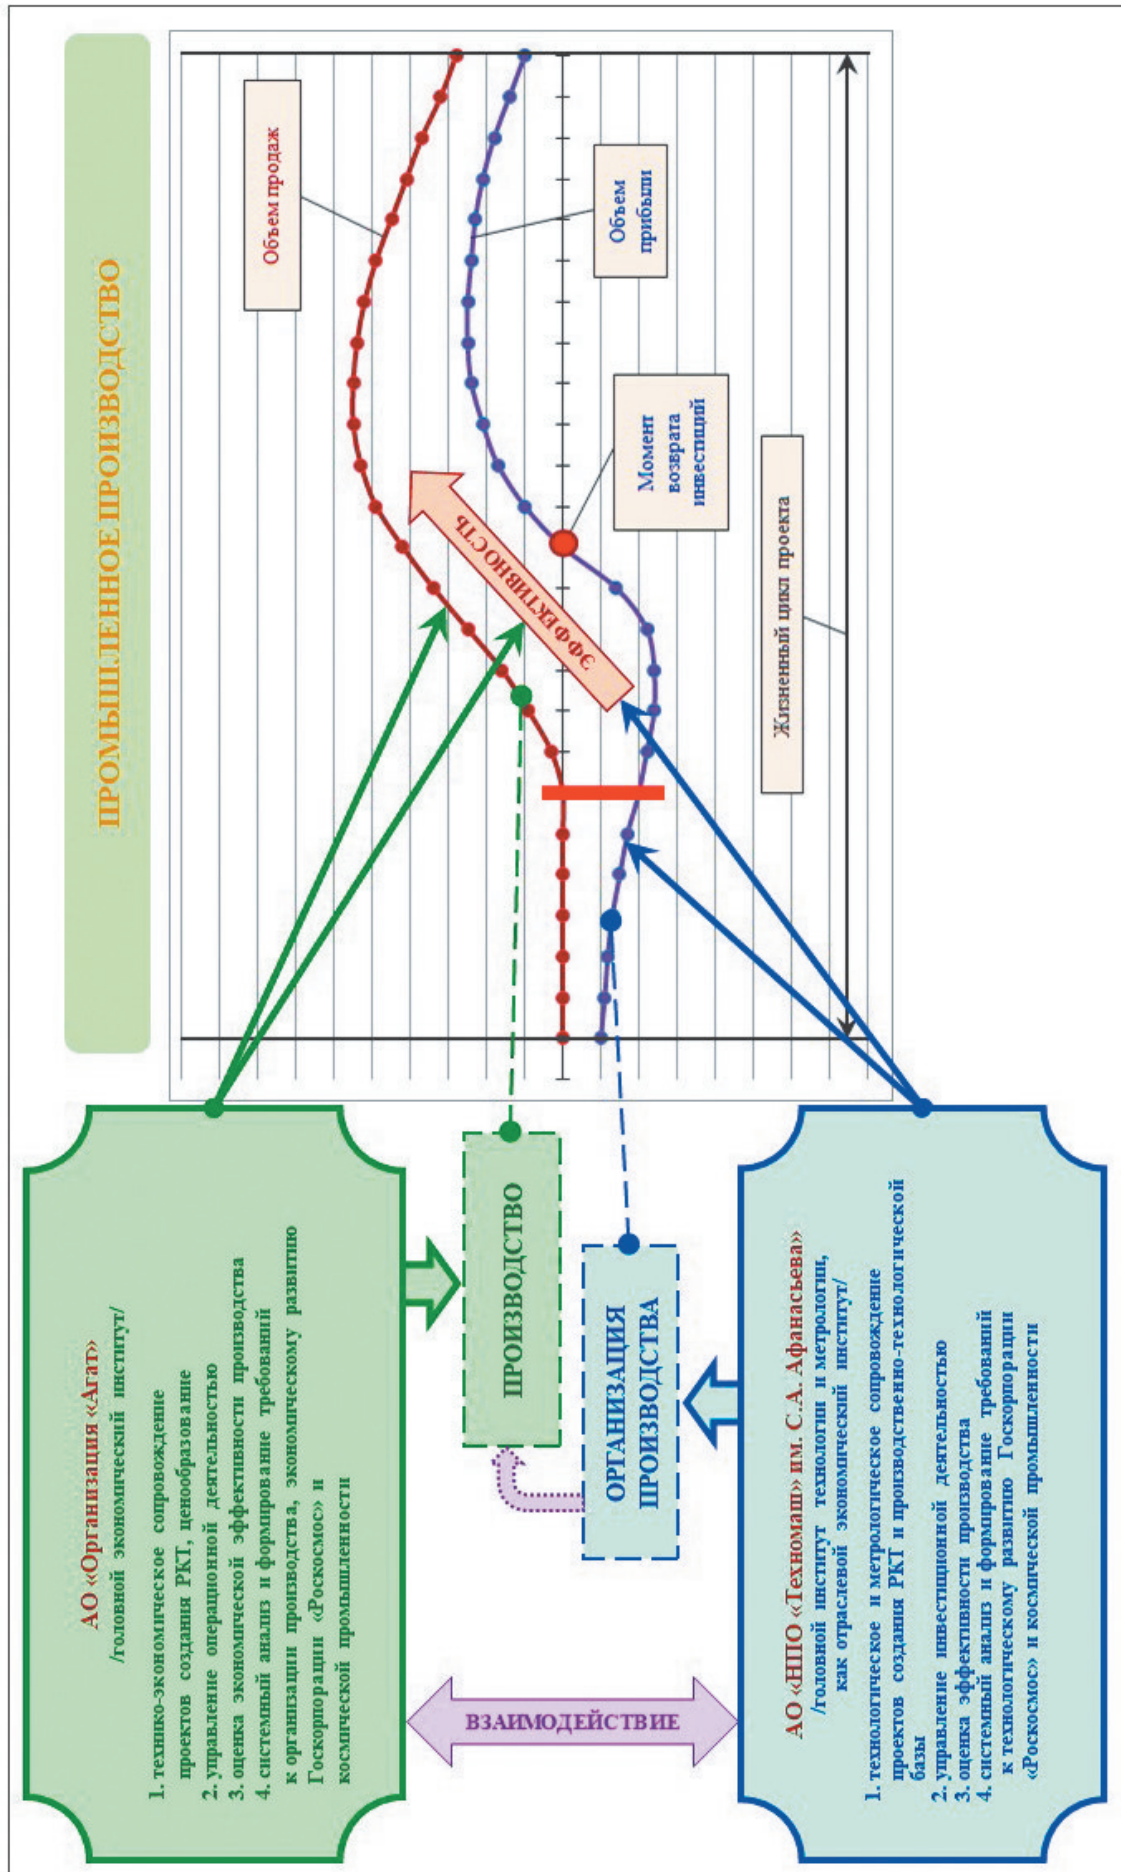 АО «Организация «Агат»
/головной экономический институт/
1. технико-экономическое сопровождение
проектов создания РКТ, ценообразование
2. управление операционной деятельностью
3. оценка экономической эффективности производства
4. системный анализ и формирование требований
к организации производства, экономическому развитию
Госкорпорации «Роскосмос» и
космической промышленности
ВЗАИМОДЕЙСТВИЕ
ПРОИЗВОДСТВО
ОРГАНИЗАЦИЯ
ПРОИЗВОДСТВА
АО «НПО «Техномаш» им. С.А. Афанасьева»
/головной институт технологии и метрологии,
как отраслевой экономический институт/
1. технологическое и метрологическое сопровождение
проектов создания РКТ и производственно-технологической
базы
2. управление инвестиционной деятельностью
3. оценка эффективности производства
4. системный анализ и формирование требований
к технологическому развитию Госкорпорации
«Роскосмос» и космической промышленности
ПРОМЫШЛЕННОЕ ПРОИЗВОДСТВО
Объем продаж
Объем
прибыли
ЭФФЕКТИВНОСТЬ
Момент
возврата
инвестиций
Жизненный цикл проекта